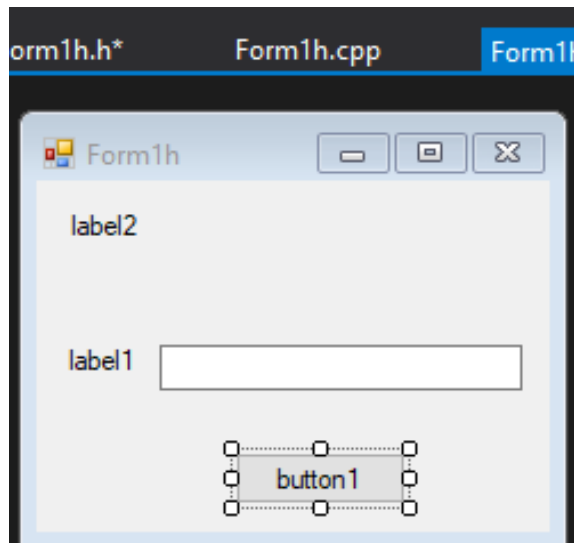 orm1h.h* Form1h.cpp Form1h
Form1h
label2
label1
button1